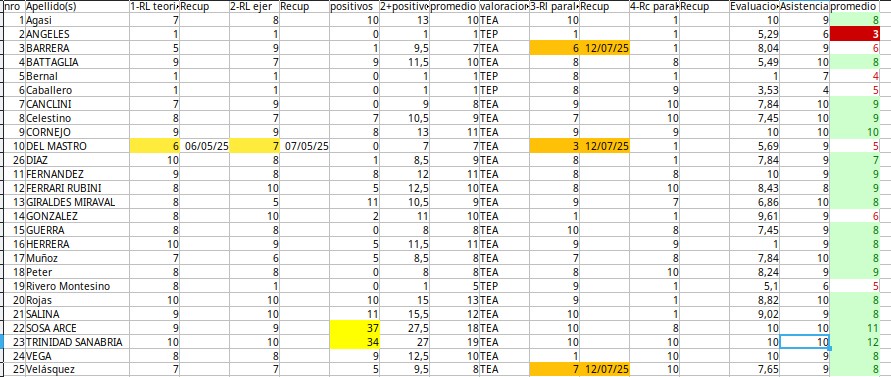 nro Apellido(s) 1-RL teori Recup 2-RL ejer Recup positivos 2+positivo promedio valoracion 3-Rl paral Recup 4-Rc paral Recup Evaluacio Asistencia promedio
1 Agasi 7 8 10 13 10 TEA 10 1 10 9 8
2 ANGELES 1 1 0 1 1 TEP 1 1 5,29 6 3
3 BARRERA 5 9 1 9,5 7 TEA 6 12/07/25 1 8,04 9 6
4 BATTAGLIA 9 7 9 11,5 10 TEA 8 8 5,49 10 8
5 Bernal 1 1 0 1 1 TEP 8 1 1 7 4
6 Caballero 1 1 0 1 1 TEP 8 9 3,53 4 5
7 CANCLINI 7 9 0 9 8 TEA 9 10 7,84 10 9
8 Celestino 8 7 7 10,5 9 TEA 7 10 7,45 10 9
9 CORNEJO 9 9 8 13 11 TEA 9 9 10 10 10
10 DEL MASTRO 6 06/05/25 7 07/05/25 0 7 7 TEA 3 12/07/25 1 5,69 9 5
26 DIAZ 10 8 1 8,5 9 TEA 8 1 7,84 9 7
11 FERNANDEZ 9 8 8 12 11 TEA 8 8 10 9 9
12 FERRARI RUBINI 8 10 5 12,5 10 TEA 8 10 8,43 8 9
13 GIRALDES MIRAVAL 8 5 11 10,5 9 TEA 9 7 6,86 10 8
14 GONZALEZ 8 10 2 11 10 TEA 1 1 9,61 9 6
15 GUERRA 8 8 0 8 8 TEA 10 8 7,45 9 8
16 HERRERA 10 9 5 11,5 11 TEA 9 9 1 9 8
17 Muñoz 7 6 5 8,5 8 TEA 7 8 7,84 9 8
18 Peter 8 8 0 8 8 TEA 8 10 8,24 9 9
19 Rivero Montesino 8 1 0 1 5 TEA 8 1 5,1 6 5
20 Rojas 10 10 10 15 13 TEA 9 1 8,82 10 8
21 SALINA 9 10 11 15,5 12 TEA 10 1 9,02 9 8
22 SOSA ARCE 9 9 37 27,5 18 TEP 10 8 10 10 11
23 TRINIDAD SANABRIA 10 10 34 27 19 TEA 10 10 10 10 12
24 VEGA 8 8 9 12,5 10 TEA 1 10 10 9 8
25 Velásquez 7 7 5 9,5 8 TEA 7 12/07/25 10 7,65 9 8